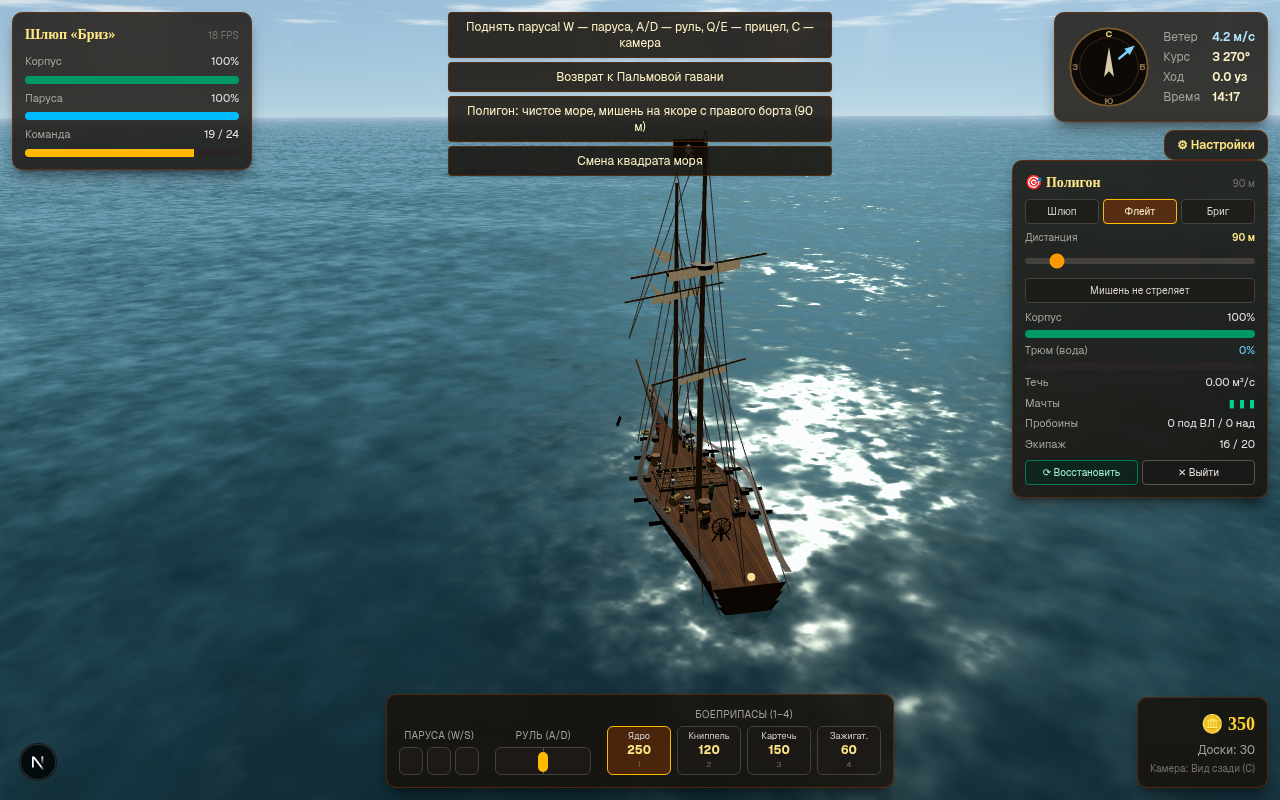 Шлюп «Бриз»
18 FPS
Корпус 100%
Паруса 100%
Команда 19 / 24
Поднять паруса! W — паруса, A/D — руль, Q/E — прицел, C —
камера
Возврат к Пальмовой гавани
Полигон: чистое море, мишень на якоре с правого борта (90
м)
Смена квадрата моря
С
З
В
Ю
Ветер 4.2 м/с
Курс З 270°
Ход 0.0 уз
Время 14:17
⚙ Настройки
🎯 Полигон 90 м
Шлюп Флейт Бриг
Дистанция 90 м
Мишень не стреляет
Корпус 100%
Трюм (вода) 0%
Течь 0.00 м³/с
Мачты
Пробоины 0 под ВЛ / 0 над
Экипаж 16 / 20
⟳ Восстановить ✕ Выйти
ПАРУСА (W/S)
РУЛЬ (A/D)
БОЕПРИПАСЫ (1–4)
Ядро Книппель Картечь Зажигат.
250 120 150 60
1 2 3 4
🪙 350
Доски: 30
Камера: Вид сзади (C)
N